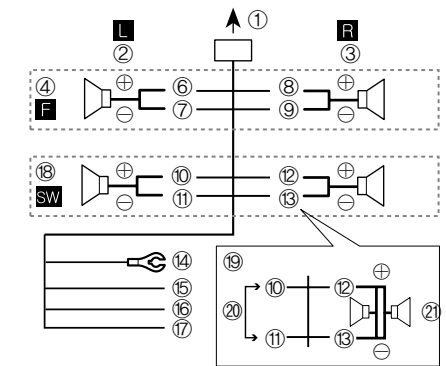 ①
L R
② ③
④ ⊕ ⑥ ⑧ ⊕
F ⊖ ⑦ ⑨ ⊖
⑱ ⊕ ⑩ ⑫ ⊕
SW ⊖ ⑪ ⑬ ⊖
⑭
⑮
⑯
⑰
⑲
⑩ ⑫ ⊕
⑳ ㉑
⑪ ⑬ ⊖